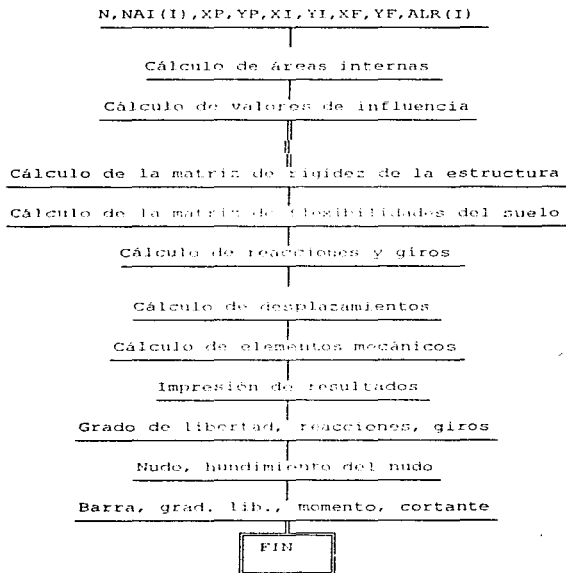 N,NAI(I),XP,YP,XI,YI,XF,YF,ALR(I)
Cálculo de áreas internas
Cálculo de valores de influencia
Cálculo de la matriz de rigidez de la estructura
Cálculo de la matriz de flexibilidades del suelo
Cálculo de reacciones y giros
Cálculo de desplazamientos
Cálculo de elementos mecánicos
Impresión de resultados
Grado de libertad, reacciones, giros
Nudo, hundimiento del nudo
Barra, grad. lib., momento, cortante
FIN